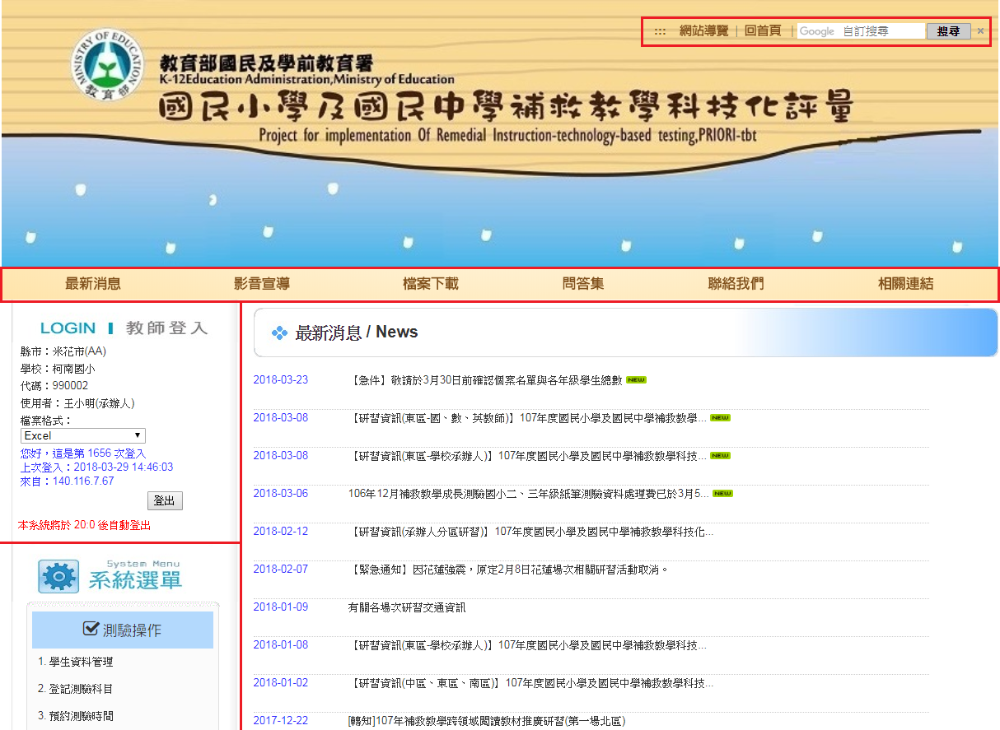 ::: 網站導覽 | 回首頁 | Google 自訂搜尋 搜尋 ×
MINISTRY OF EDUCATION
教育部
教育部國民及學前教育署
K-12Education Administration,Ministry of Education
國民小學及國民中學補救教學科技化評量
Project for implementation Of Remedial Instruction-technology-based testing,PRIORI-tbt
最新消息 影音宣導 檔案下載 問答集 聯絡我們 相關連結
LOGIN 教師登入
縣市：米花市(AA)
學校：柯南國小
代碼：990002
使用者：王小明(承辦人)
檔案格式：
Excel
您好，這是第 1656 次登入
上次登入：2018-03-29 14:46:03
來自：140.116.7.67
登出
本系統將於 20:0 後自動登出
System Menu
系統選單
測驗操作
1. 學生資料管理
2. 登記測驗科目
3. 預約測驗時間
最新消息 / News
2018-03-23 【急件】敬請於3月30日前確認個案名單與各年級學生總數 NEW
2018-03-08 【研習資訊(東區-國、數、英教師)】107年度國民小學及國民中學補救教學... NEW
2018-03-08 【研習資訊(東區-學校承辦人)】107年度國民小學及國民中學補救教學科技... NEW
2018-03-06 106年12月補救教學成長測驗國小二、三年級紙筆測驗資料處理費已於3月5... NEW
2018-02-12 【研習資訊(承辦人分區研習)】107年度國民小學及國民中學補救教學科技化...
2018-02-07 【緊急通知】因花蓮強震，原定2月8日花蓮場次相關研習活動取消。
2018-01-09 有關各場次研習交通資訊
2018-01-08 【研習資訊(東區-學校承辦人)】107年度國民小學及國民中學補救教學科技...
2018-01-02 【研習資訊(中區、東區、南區)】107年度國民小學及國民中學補救教學科技...
2017-12-22 [轉知]107年補救教學跨領域閱讀教材推廣研習(第一場北區)